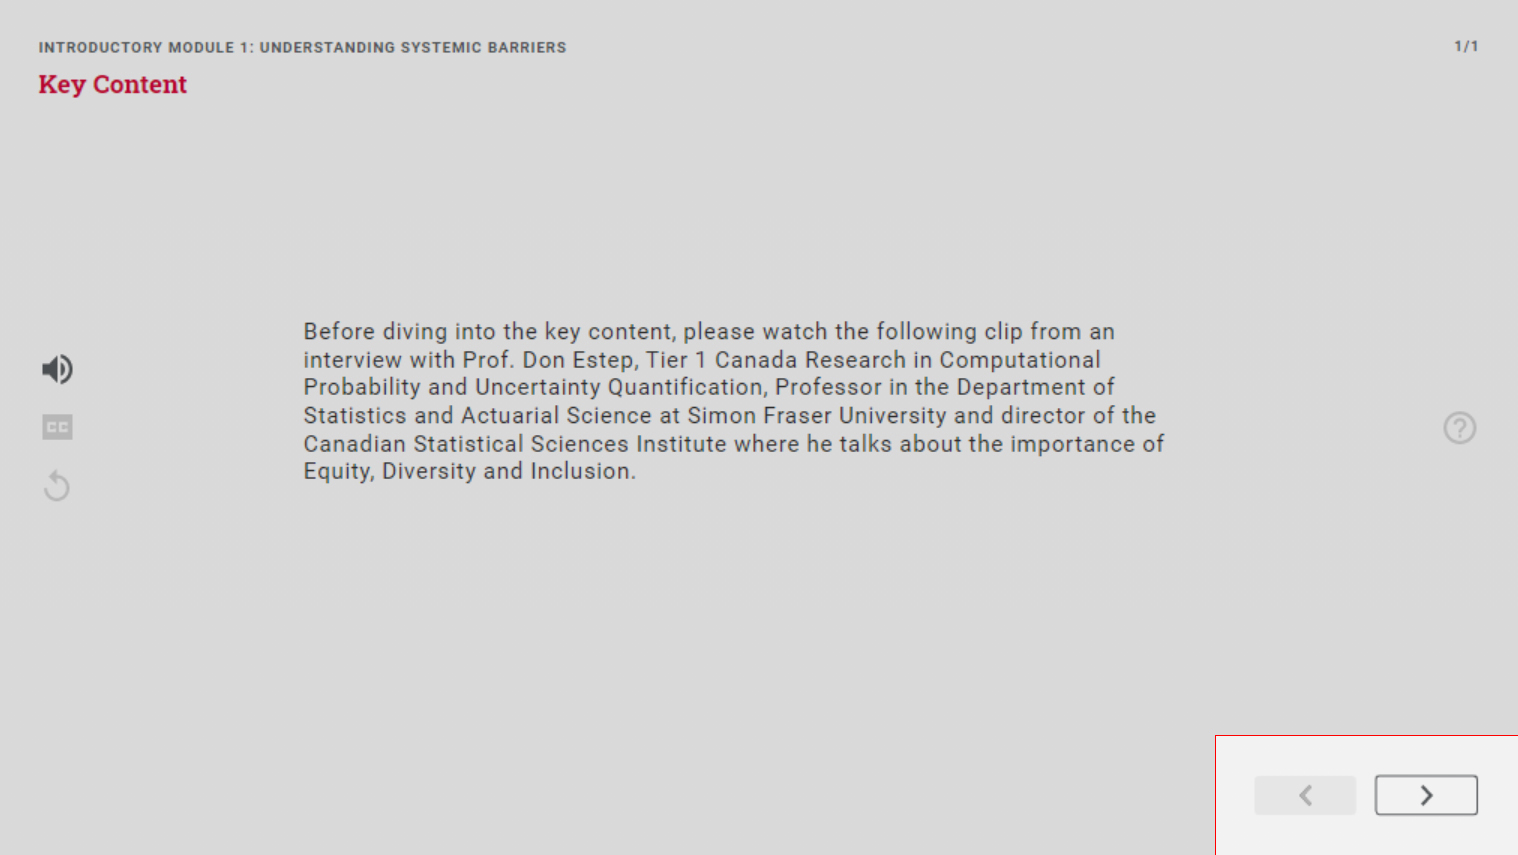 INTRODUCTORY MODULE 1: UNDERSTANDING SYSTEMIC BARRIERS
1/1
Key Content
Before diving into the key content, please watch the following clip from an
interview with Prof. Don Estep, Tier 1 Canada Research in Computational
Probability and Uncertainty Quantification, Professor in the Department of
Statistics and Actuarial Science at Simon Fraser University and director of the
Canadian Statistical Sciences Institute where he talks about the importance of
Equity, Diversity and Inclusion.
CC
?